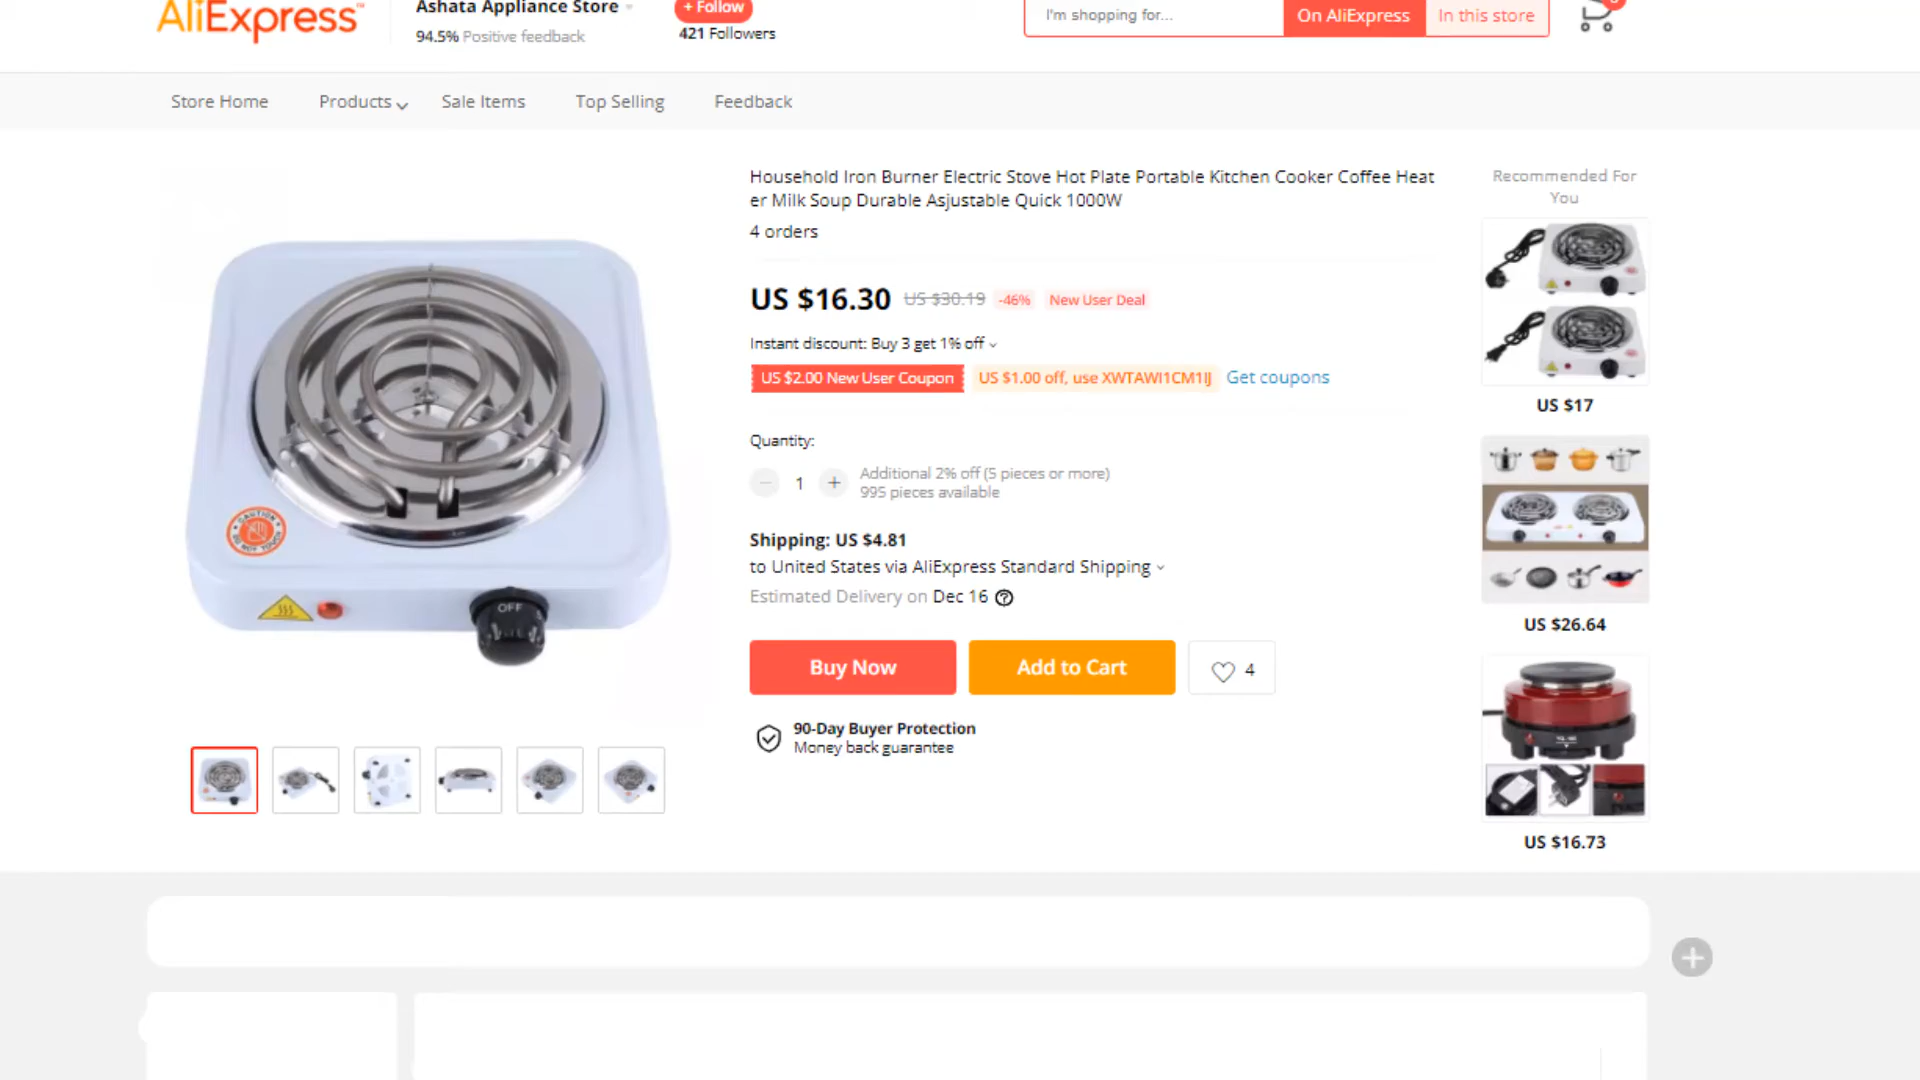 AliExpress™
Ashata Appliance Store
94.5% Positive feedback
+ Follow
421 Followers
I'm shopping for...
On AliExpress
In this store
Store Home
Products
Sale Items
Top Selling
Feedback
Household Iron Burner Electric Stove Hot Plate Portable Kitchen Cooker Coffee Heat
er Milk Soup Durable Asjustable Quick 1000W
4 orders
US $16.30 US $30.19 -46% New User Deal
Instant discount: Buy 3 get 1% off
US $2.00 New User Coupon US $1.00 off, use XWTAWI1CM1IJ Get coupons
Quantity:
1
Additional 2% off (5 pieces or more)
995 pieces available
Shipping: US $4.81
to United States via AliExpress Standard Shipping
Estimated Delivery on Dec 16
Buy Now
Add to Cart
4
90-Day Buyer Protection
Money back guarantee
CAUTION
DO NOT TOUCH
OFF
Recommended For
You
US $17
US $26.64
US $16.73